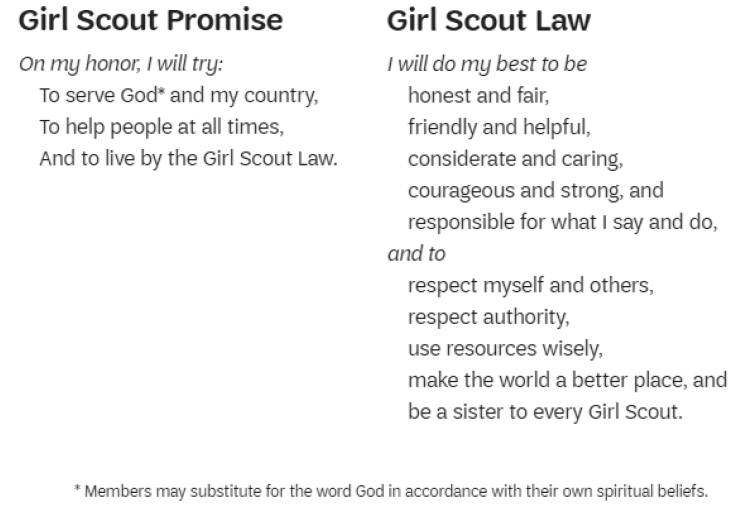 Girl Scout Promise
On my honor, I will try:
To serve God* and my country,
To help people at all times,
And to live by the Girl Scout Law.
Girl Scout Law
I will do my best to be
honest and fair,
friendly and helpful,
considerate and caring,
courageous and strong, and
responsible for what I say and do,
and to
respect myself and others,
respect authority,
use resources wisely,
make the world a better place, and
be a sister to every Girl Scout.
* Members may substitute for the word God in accordance with their own spiritual beliefs.